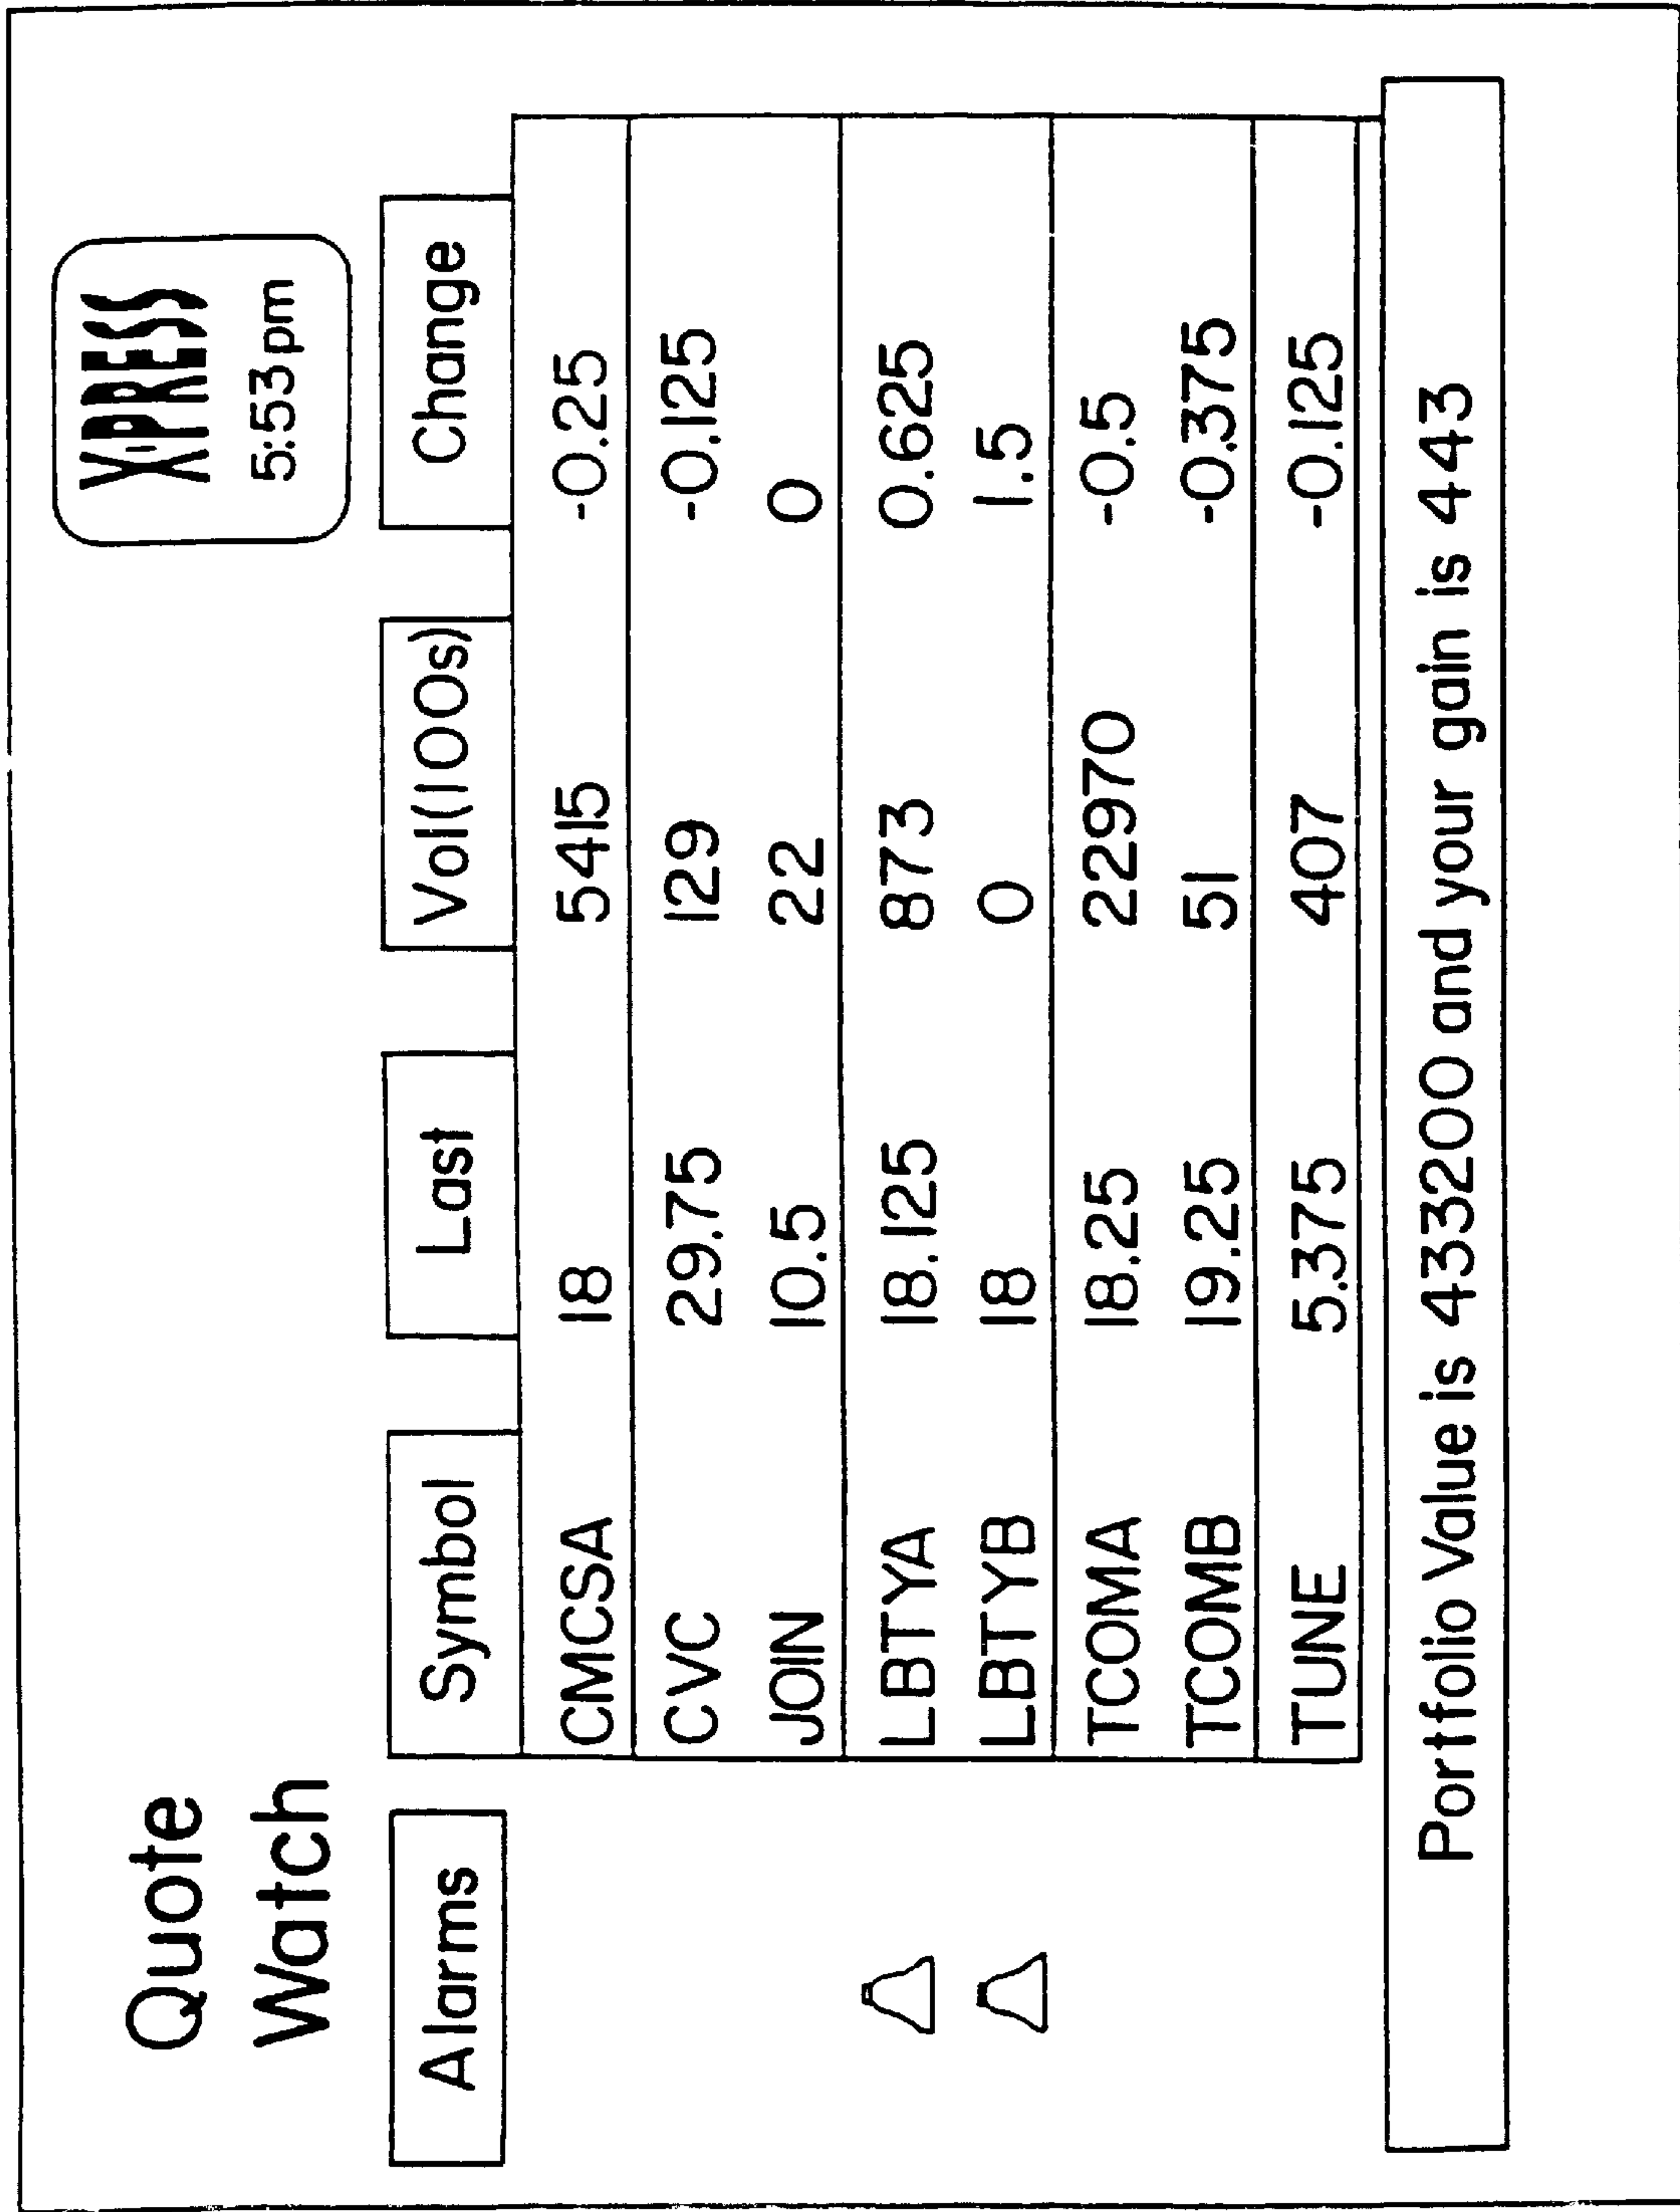 Quote
Watch
X·PRESS
5:53pm
Alarms Symbol Last Vol(100s) Change
CMCSA 18 5415 -0.25
CVC 29.75 129 -0.125
JOIN 10.5 22 0
LBTYA 18.125 873 0.625
LBTYB 18 0 1.5
TCOMA 18.25 22970 -0.5
TCOMB 19.25 51 -0.375
TUNE 5.375 407 -0.125
Portfolio Value is 433200 and your gain is 443